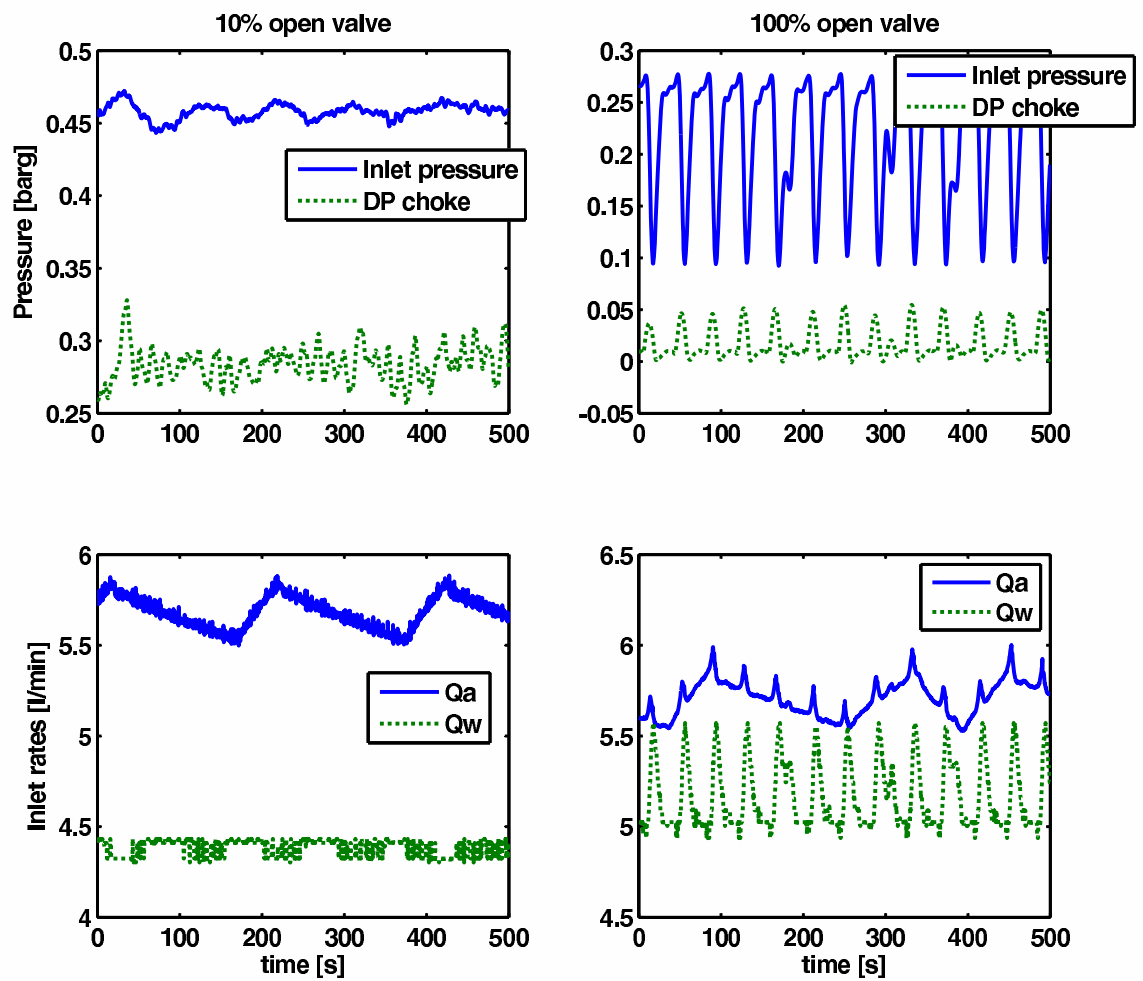 10% open valve
0.5
0.45
0.4
0.35
0.3
0.25
Pressure [barg]
Inlet pressure
DP choke
0 100 200 300 400 500
100% open valve
0.3
0.25
0.2
0.15
0.1
0.05
0
-0.05
Inlet pressure
DP choke
0 100 200 300 400 500
6
5.5
5
4.5
4
Inlet rates [l/min]
Qa
Qw
0 100 200 300 400 500
time [s]
6.5
6
5.5
5
4.5
Qa
Qw
0 100 200 300 400 500
time [s]